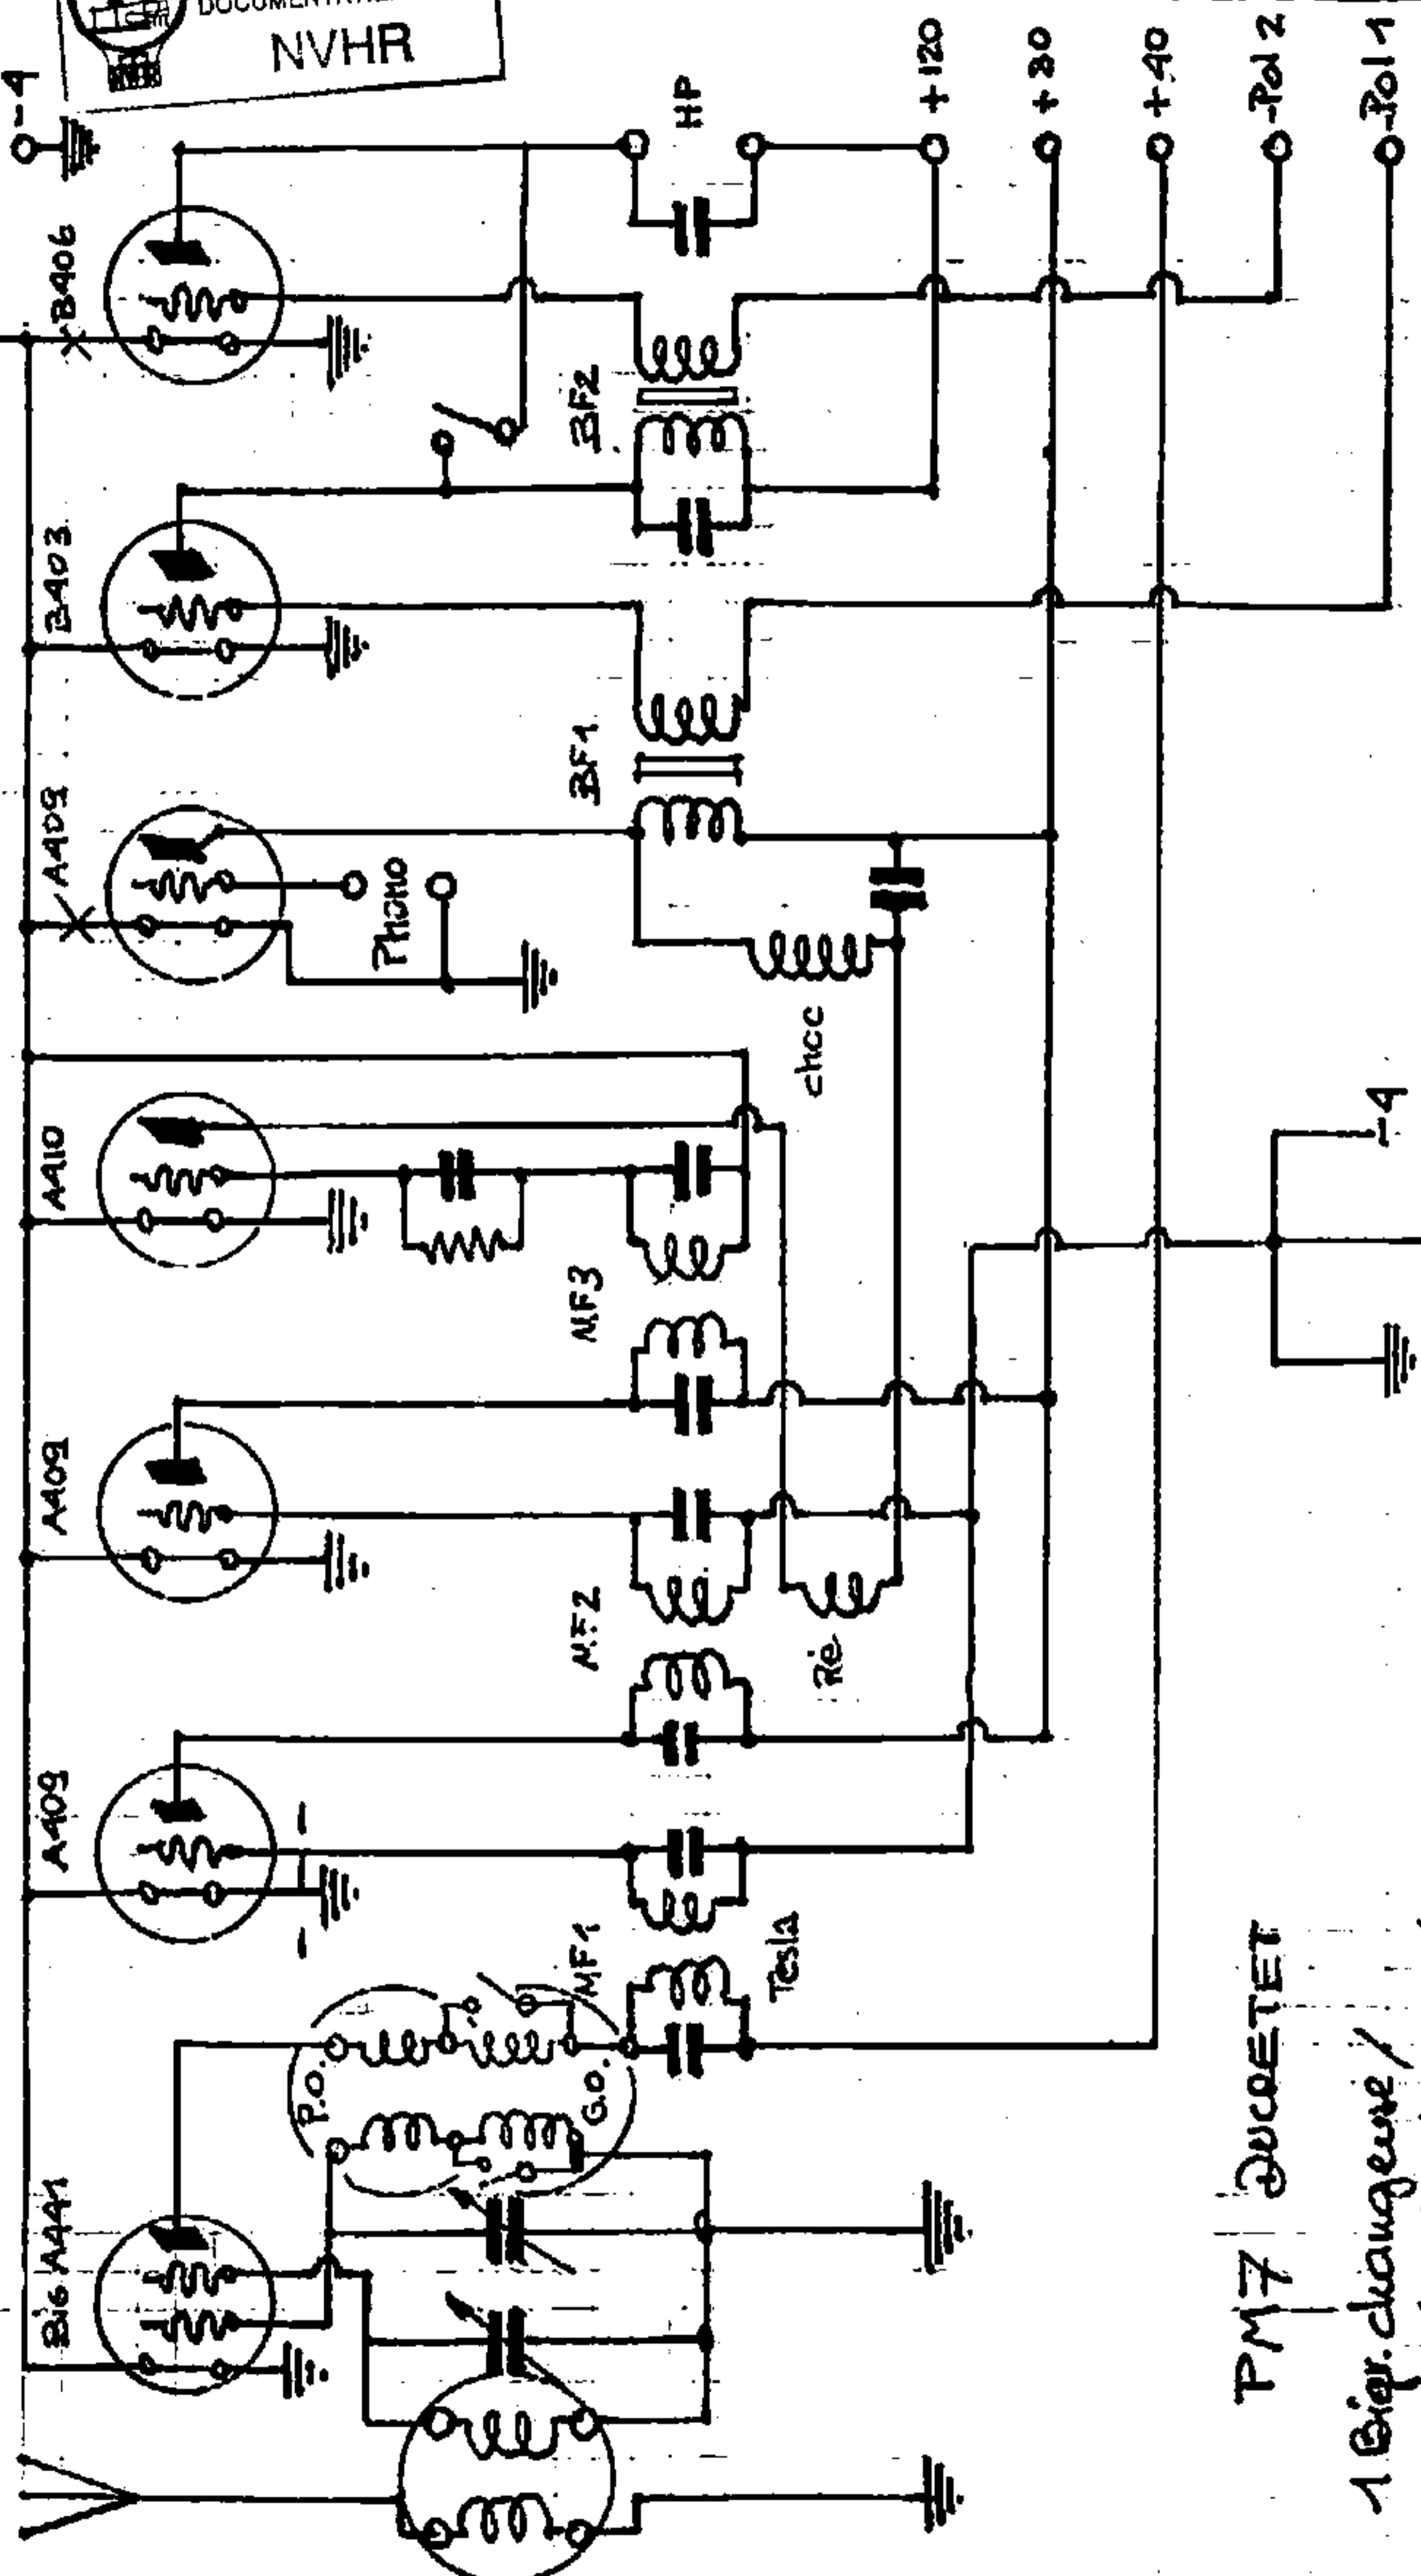 NVHR
-4
Big A441
A409
A409
A410
A409
B403
B406
P.O.
G.O.
MF1
Tesla
MF2
Ré
MF3
chcc
PHONO
BF1
BF2
HP
+120
+80
+40
-Pol 2
-Pol 1
-4
PM7 DUCRETET
1 Bigr. changeuse /